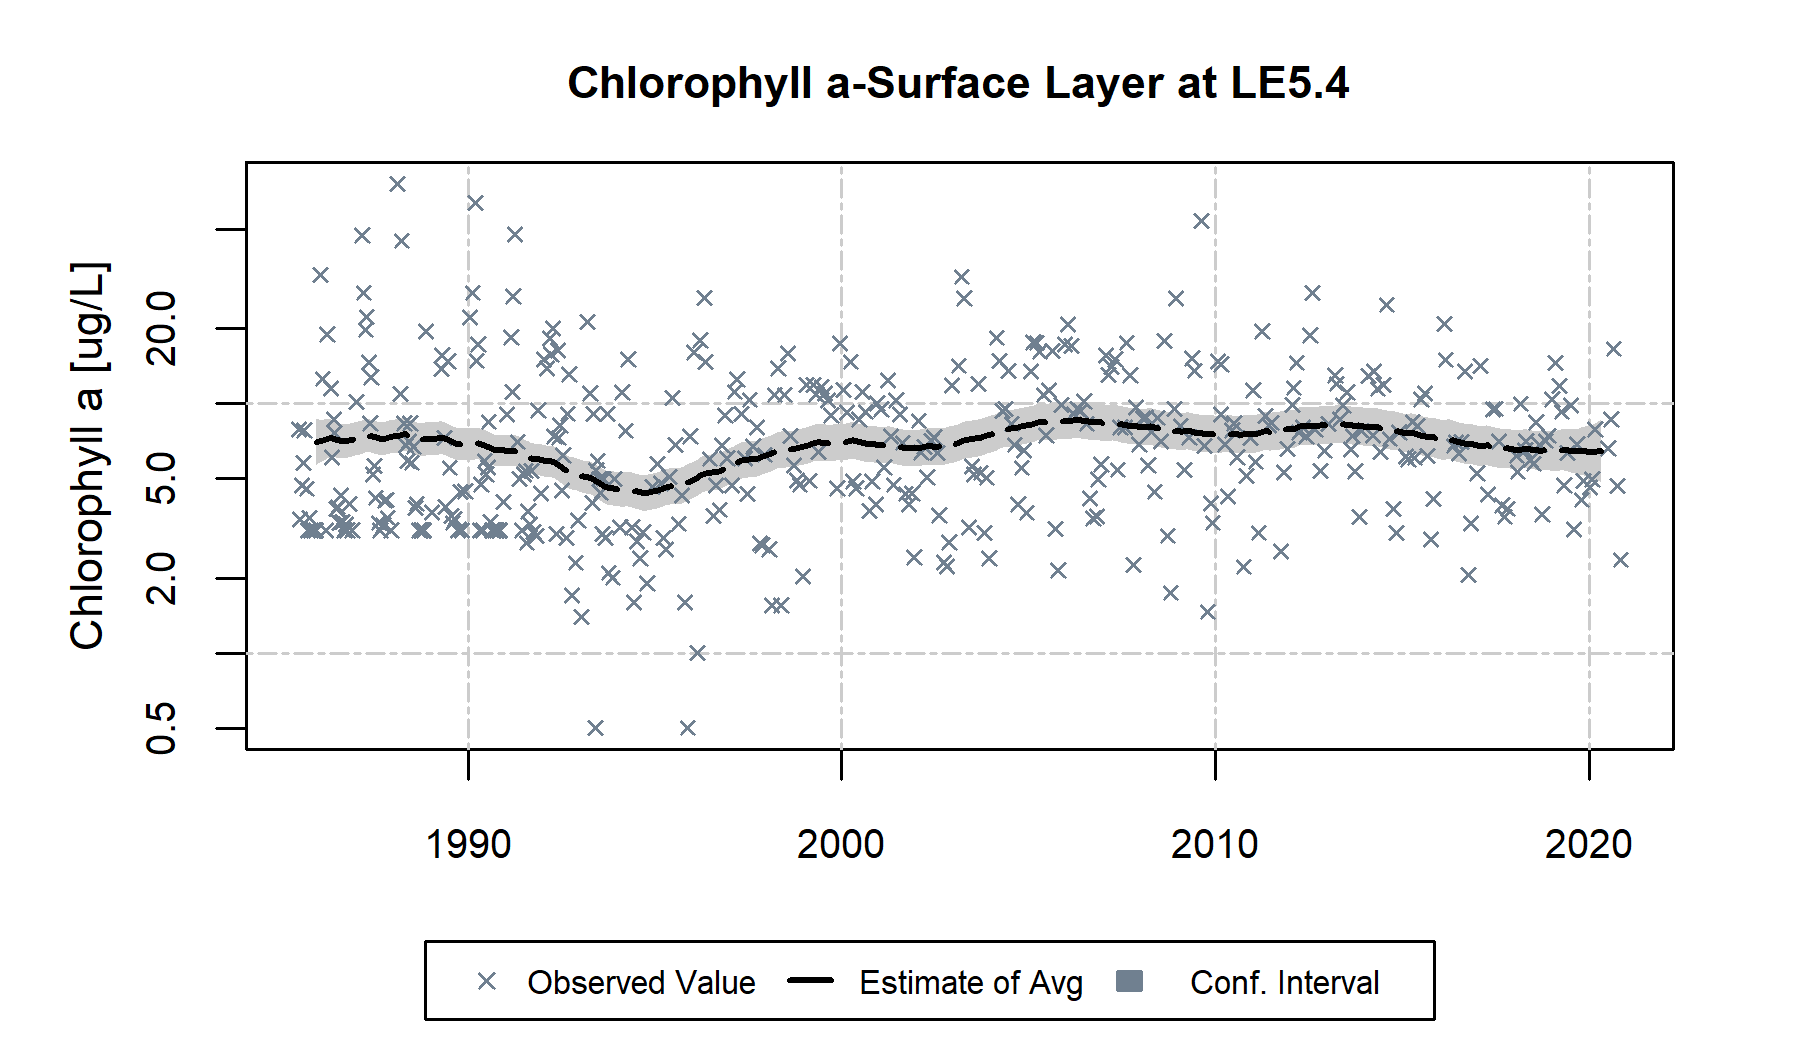 Chlorophyll a-Surface Layer at LE5.4
Chlorophyll a [ug/L]
20.0
5.0
2.0
0.5
1990 2000 2010 2020
Observed Value Estimate of Avg Conf. Interval